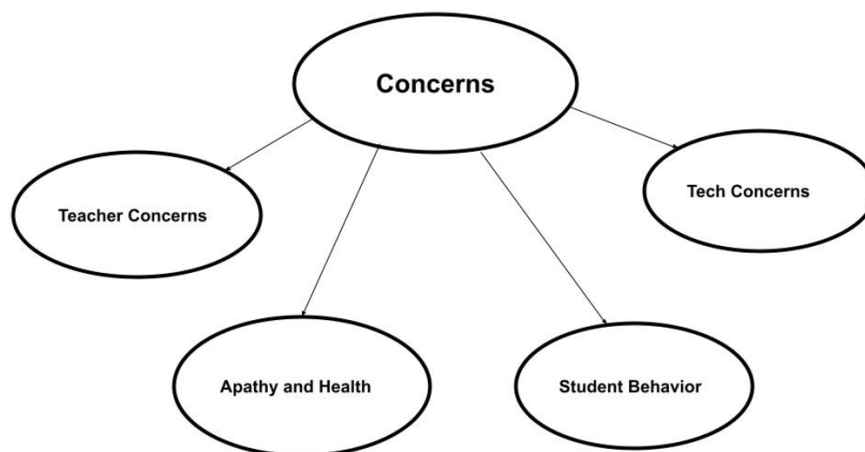 Concerns
Teacher Concerns
Tech Concerns
Apathy and Health
Student Behavior